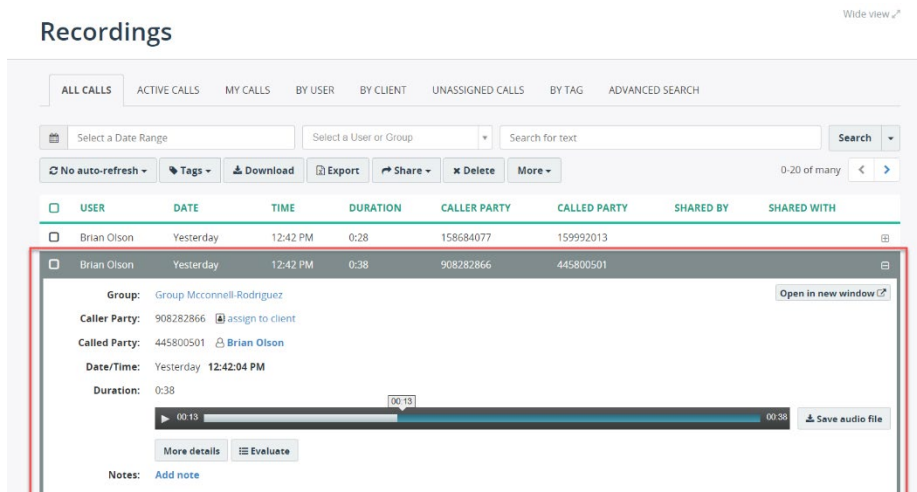 Wide view
Recordings
ALL CALLS ACTIVE CALLS MY CALLS BY USER BY CLIENT UNASSIGNED CALLS BY TAG ADVANCED SEARCH
Select a Date Range Select a User or Group Search for text Search
No auto-refresh Tags Download Export Share Delete More 0-20 of many
USER DATE TIME DURATION CALLER PARTY CALLED PARTY SHARED BY SHARED WITH
Brian Olson Yesterday 12:42 PM 0:28 158684077 159992013
Brian Olson Yesterday 12:42 PM 0:38 908282866 445800501
Group: Group Mcconnell-Rodriguez Open in new window
Caller Party: 908282866 assign to client
Called Party: 445800501 Brian Olson
Date/Time: Yesterday 12:42:04 PM
Duration: 0:38
00:13
00:13 00:38 Save audio file
More details Evaluate
Notes: Add note